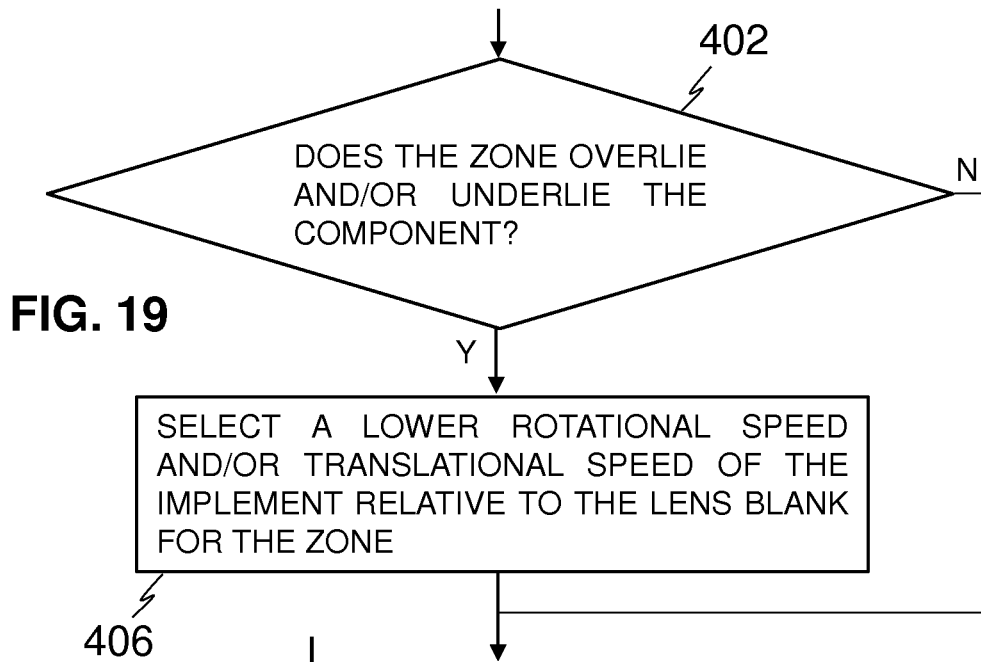 402
DOES THE ZONE OVERLIE
AND/OR UNDERLIE THE
COMPONENT?
N
FIG. 19
Y
SELECT A LOWER ROTATIONAL SPEED
AND/OR TRANSLATIONAL SPEED OF THE
IMPLEMENT RELATIVE TO THE LENS BLANK
FOR THE ZONE
406